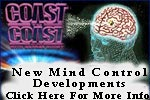 COAST
TO
COAST
New Mind Control
Developments
Click Here For More Info